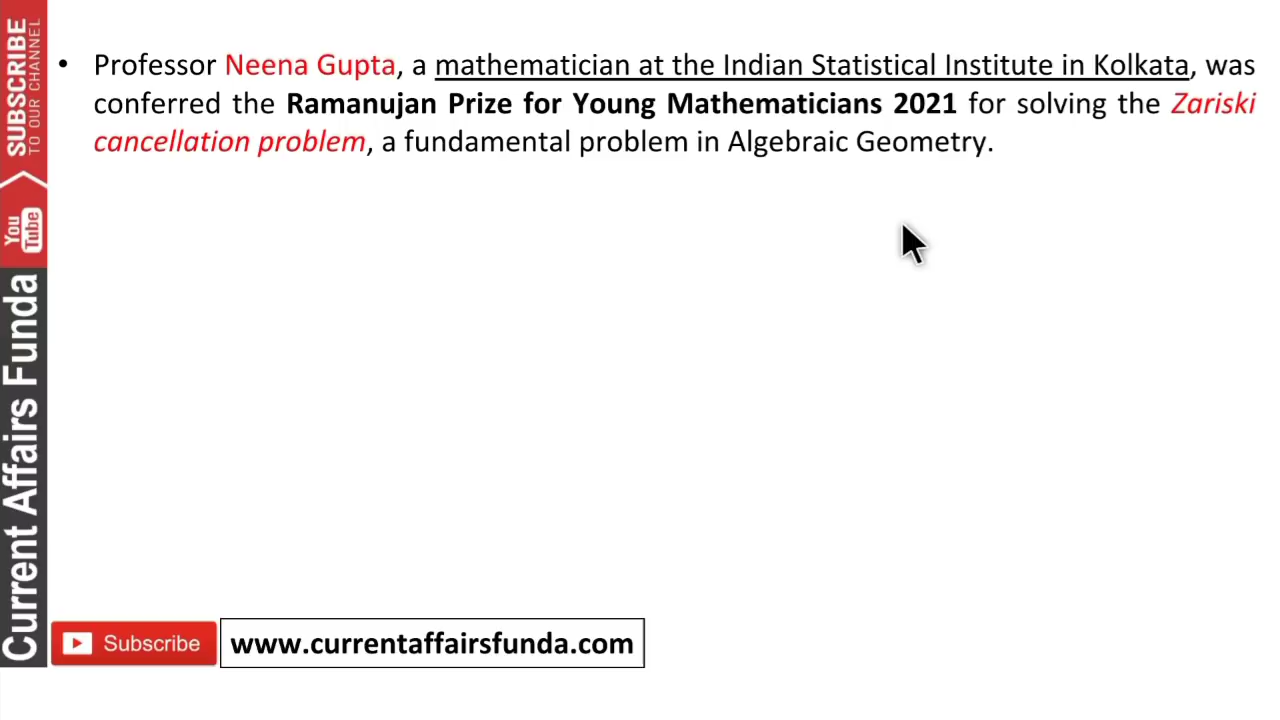 • Professor Neena Gupta, a mathematician at the Indian Statistical Institute in Kolkata, was
conferred the Ramanujan Prize for Young Mathematicians 2021 for solving the Zariski
cancellation problem, a fundamental problem in Algebraic Geometry.
SUBSCRIBE
TO OUR CHANNEL
You
Tube
Current Affairs Funda
Subscribe
www.currentaffairsfunda.com